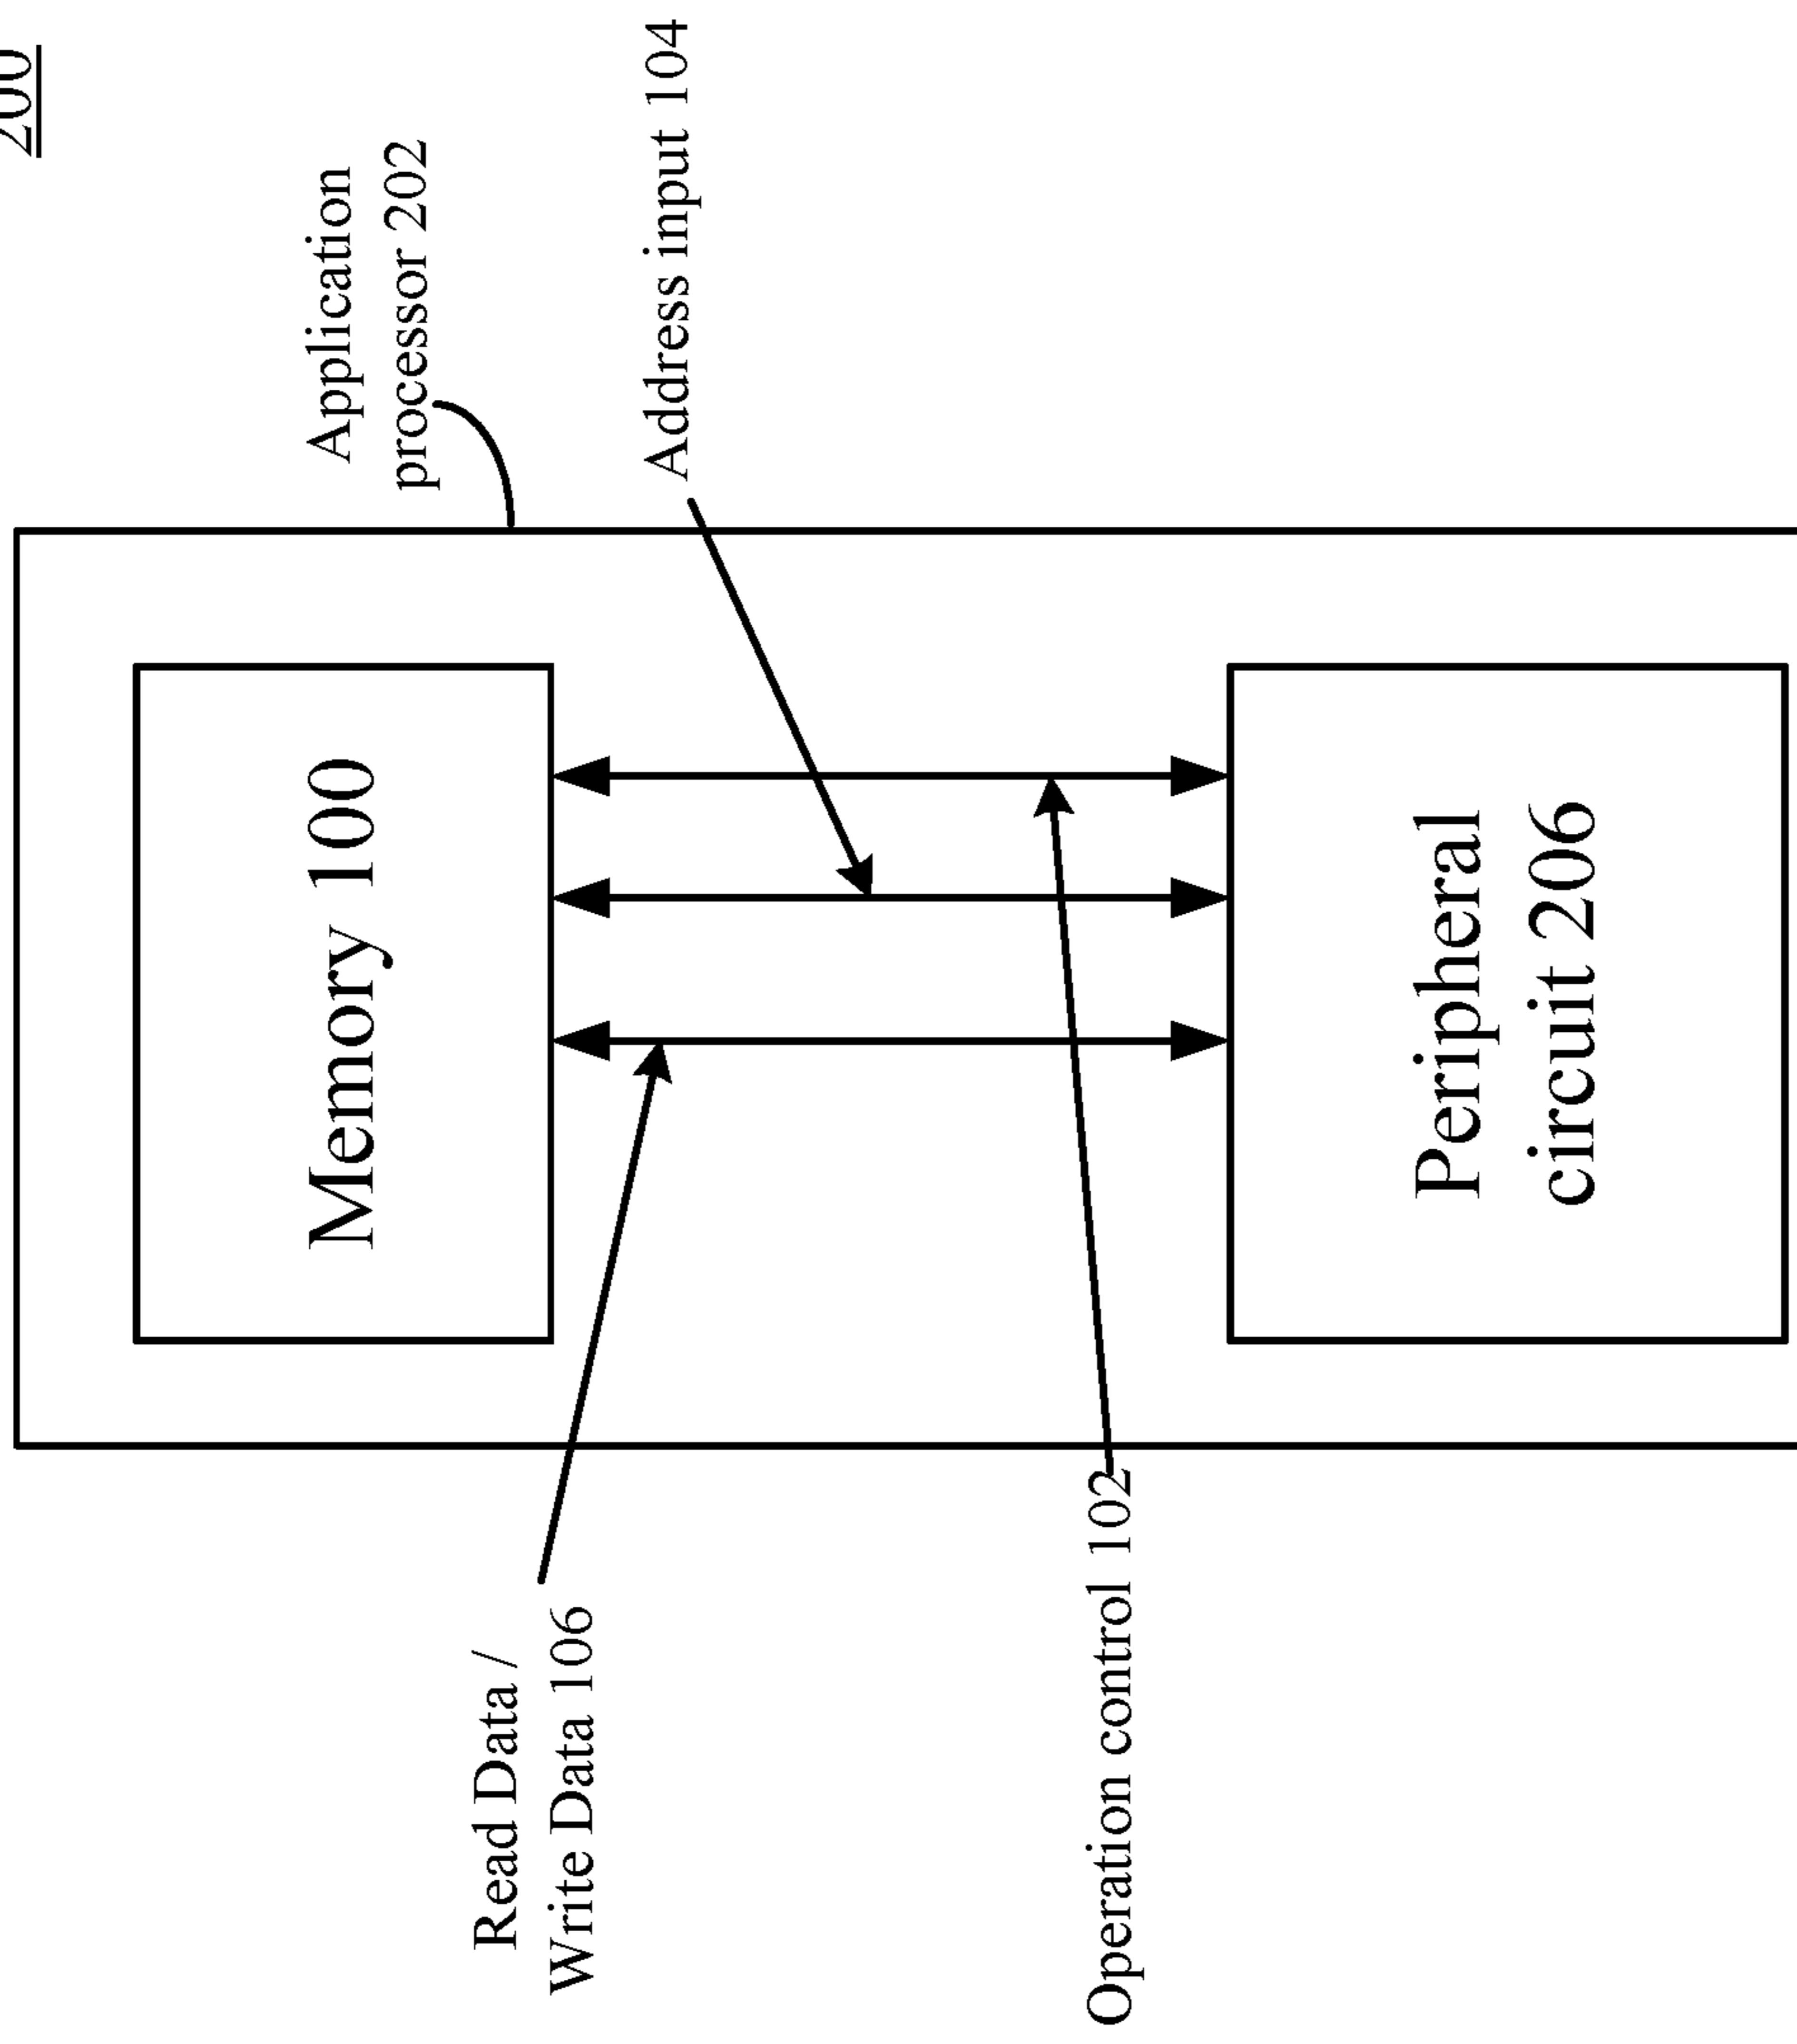 200
Application
processor 202
Memory 100
Read Data /
Write Data 106
Address input 104
Operation control 102
Peripheral
circuit 206